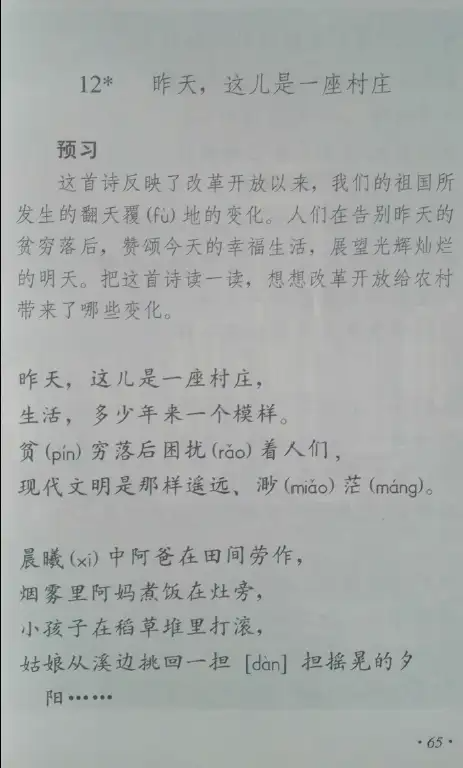 12* 昨天，这儿是一座村庄
预习
这首诗反映了改革开放以来，我们的祖国所
发生的翻天覆(fù)地的变化。人们在告别昨天的
贫穷落后，赞颂今天的幸福生活，展望光辉灿烂
的明天。把这首诗读一读，想想改革开放给农村
带来了哪些变化。
昨天，这儿是一座村庄，
生活，多少年来一个模样。
贫(pín)穷落后困扰(rǎo)着人们，
现代文明是那样遥远、渺(miǎo)茫(máng)。
晨曦(xī)中阿爸在田间劳作，
烟雾里阿妈煮饭在灶旁，
小孩子在稻草堆里打滚，
姑娘从溪边挑回一担[dàn]担摇晃的夕
阳······
·65·